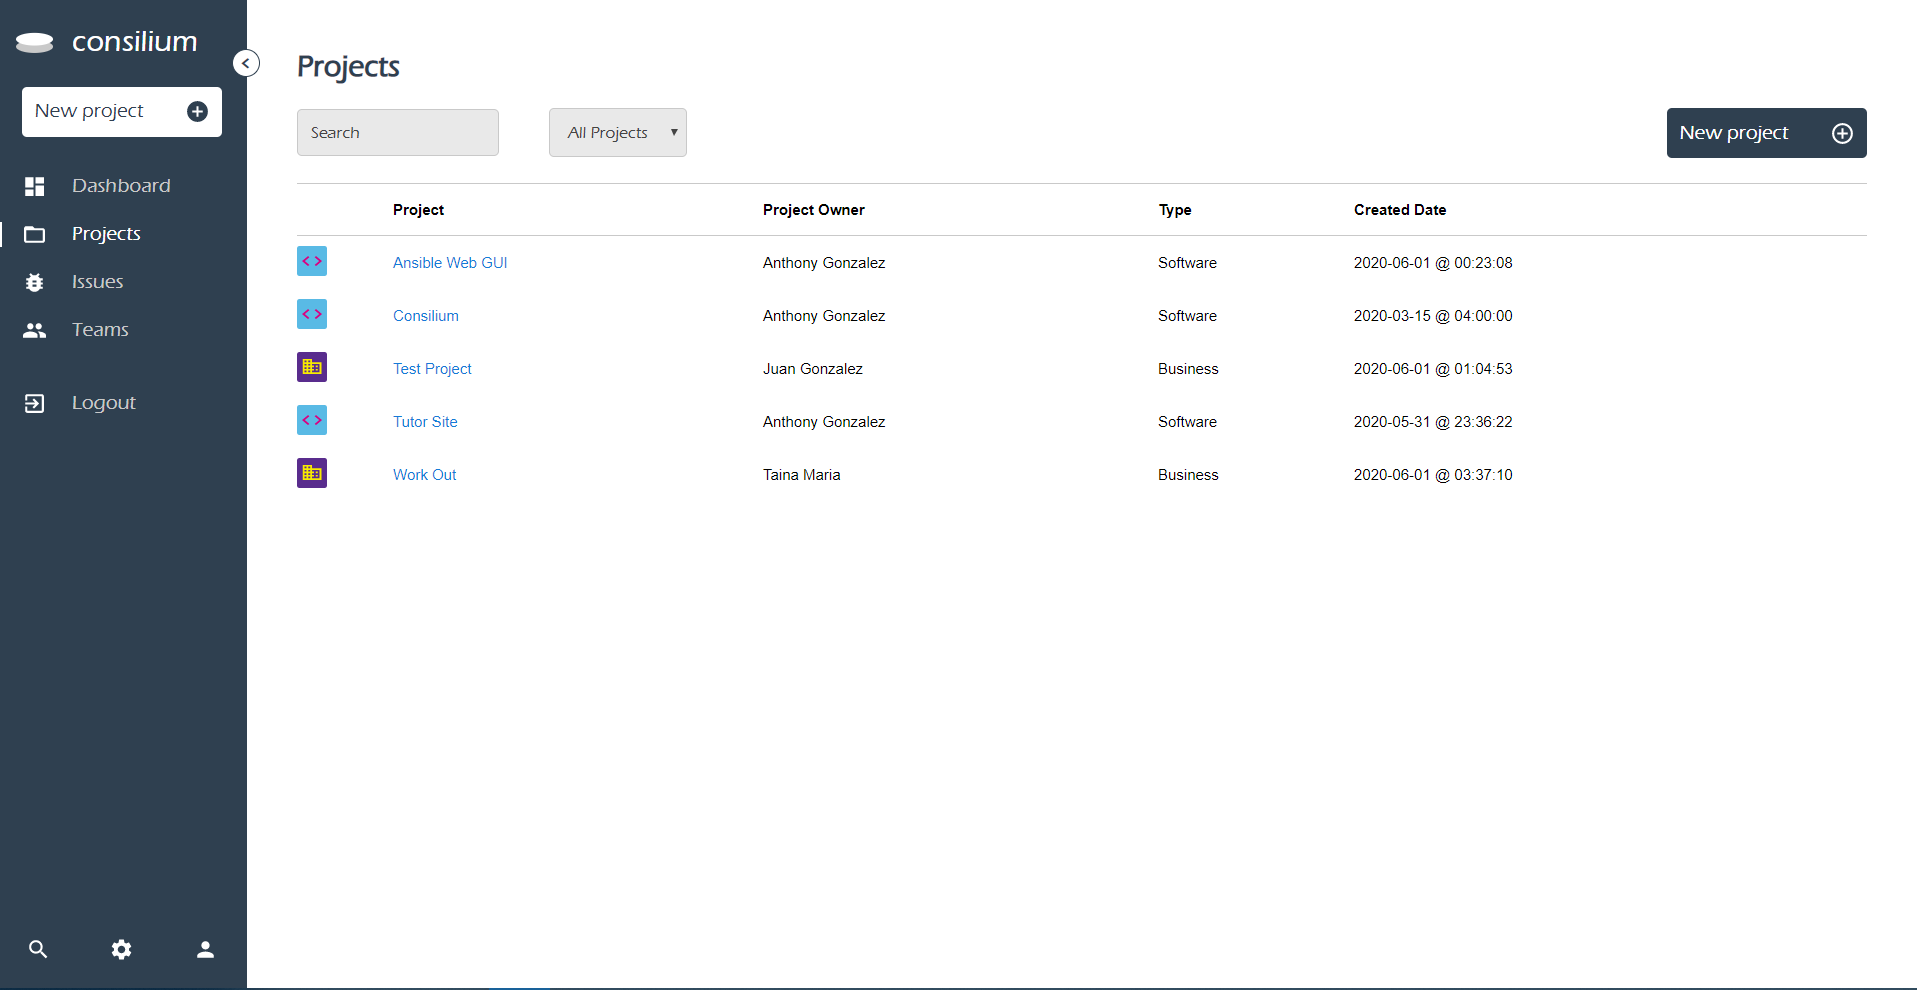 consilium
New project
Dashboard
Projects
Issues
Teams
Logout
Projects
Search
All Projects
New project
Project Project Owner Type Created Date
Ansible Web GUI Anthony Gonzalez Software 2020-06-01 @ 00:23:08
Consilium Anthony Gonzalez Software 2020-03-15 @ 04:00:00
Test Project Juan Gonzalez Business 2020-06-01 @ 01:04:53
Tutor Site Anthony Gonzalez Software 2020-05-31 @ 23:36:22
Work Out Taina Maria Business 2020-06-01 @ 03:37:10